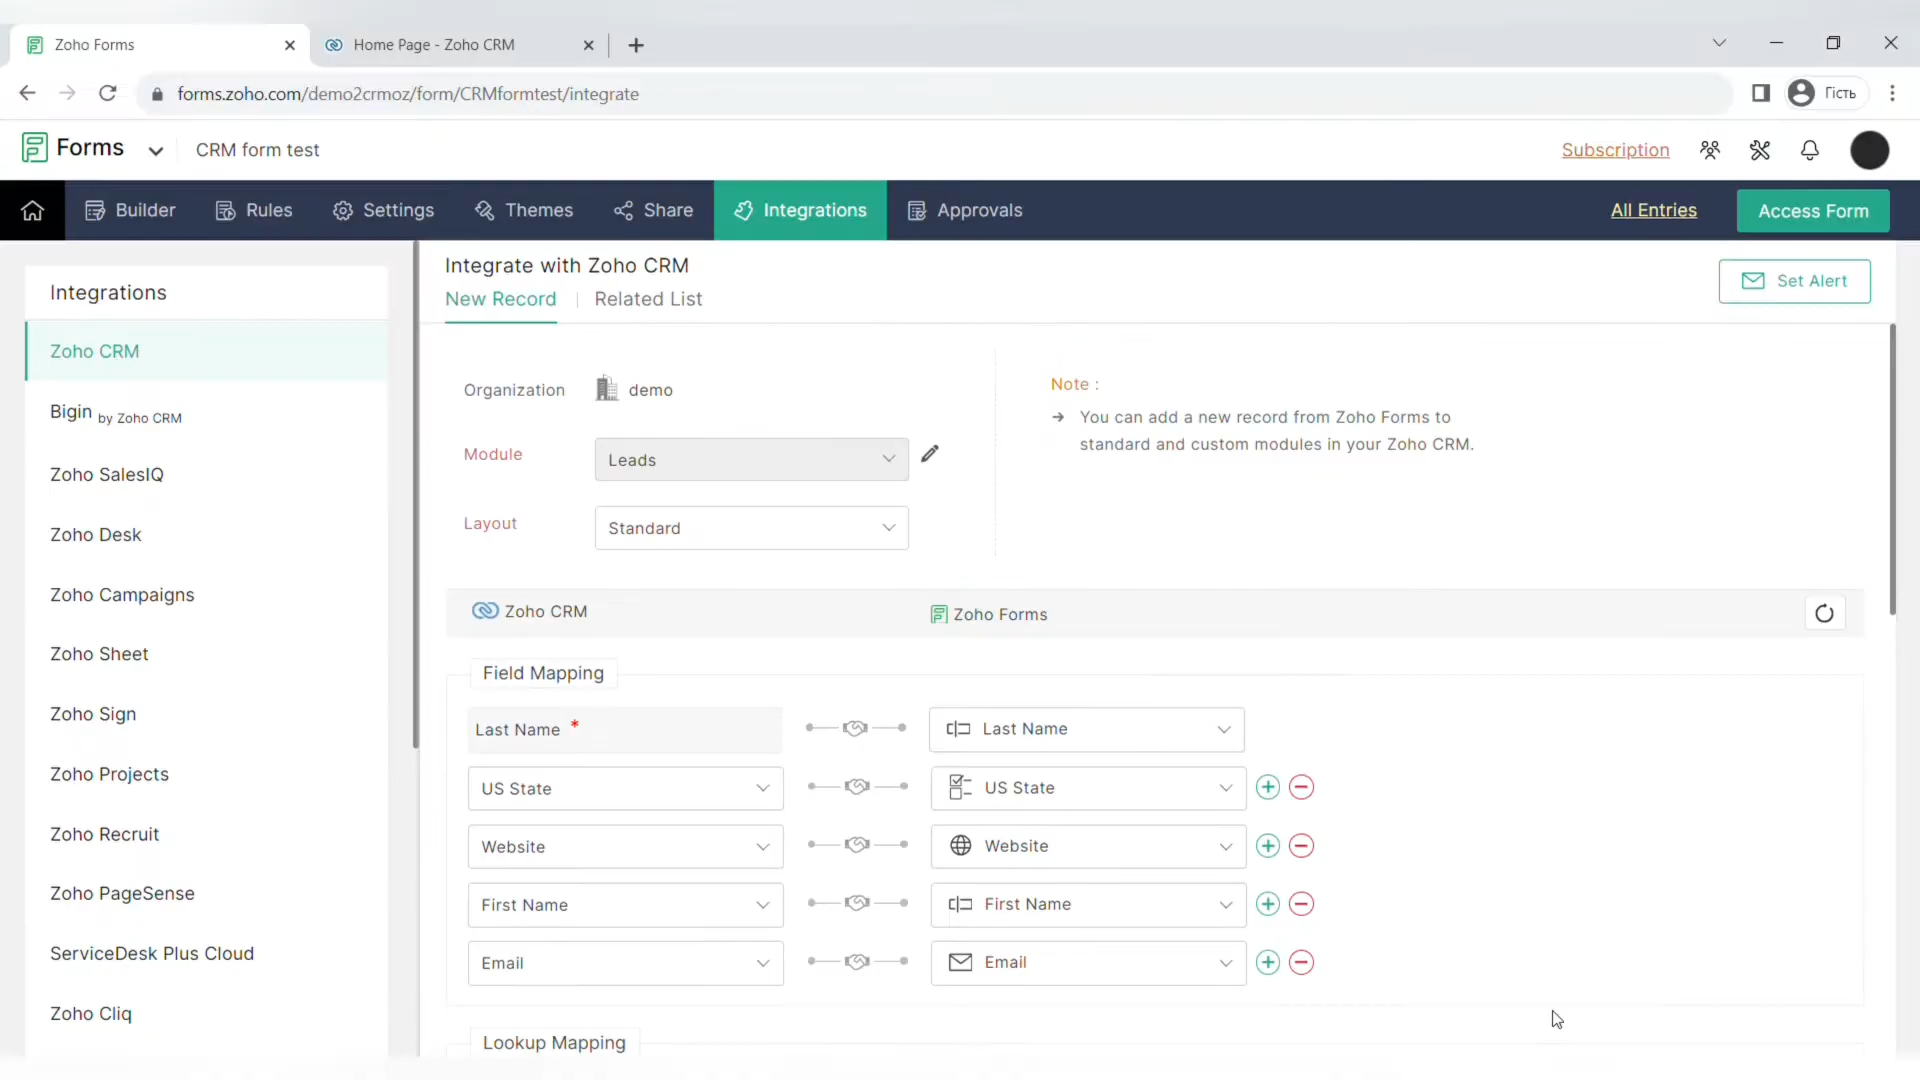 Zoho Forms
Home Page - Zoho CRM
forms.zoho.com/demo2crmoz/form/CRMformtest/integrate
Гість
Forms
CRM form test
Subscription
Builder
Rules
Settings
Themes
Share
Integrations
Approvals
All Entries
Access Form
Integrations
Zoho CRM
Bigin by Zoho CRM
Zoho SalesIQ
Zoho Desk
Zoho Campaigns
Zoho Sheet
Zoho Sign
Zoho Projects
Zoho Recruit
Zoho PageSense
ServiceDesk Plus Cloud
Zoho Cliq
Integrate with Zoho CRM
New Record | Related List
Set Alert
Organization demo
Module Leads
Layout Standard
Note :
→ You can add a new record from Zoho Forms to
standard and custom modules in your Zoho CRM.
Zoho CRM
Zoho Forms
Field Mapping
Last Name * Last Name
US State US State
Website Website
First Name First Name
Email Email
Lookup Mapping